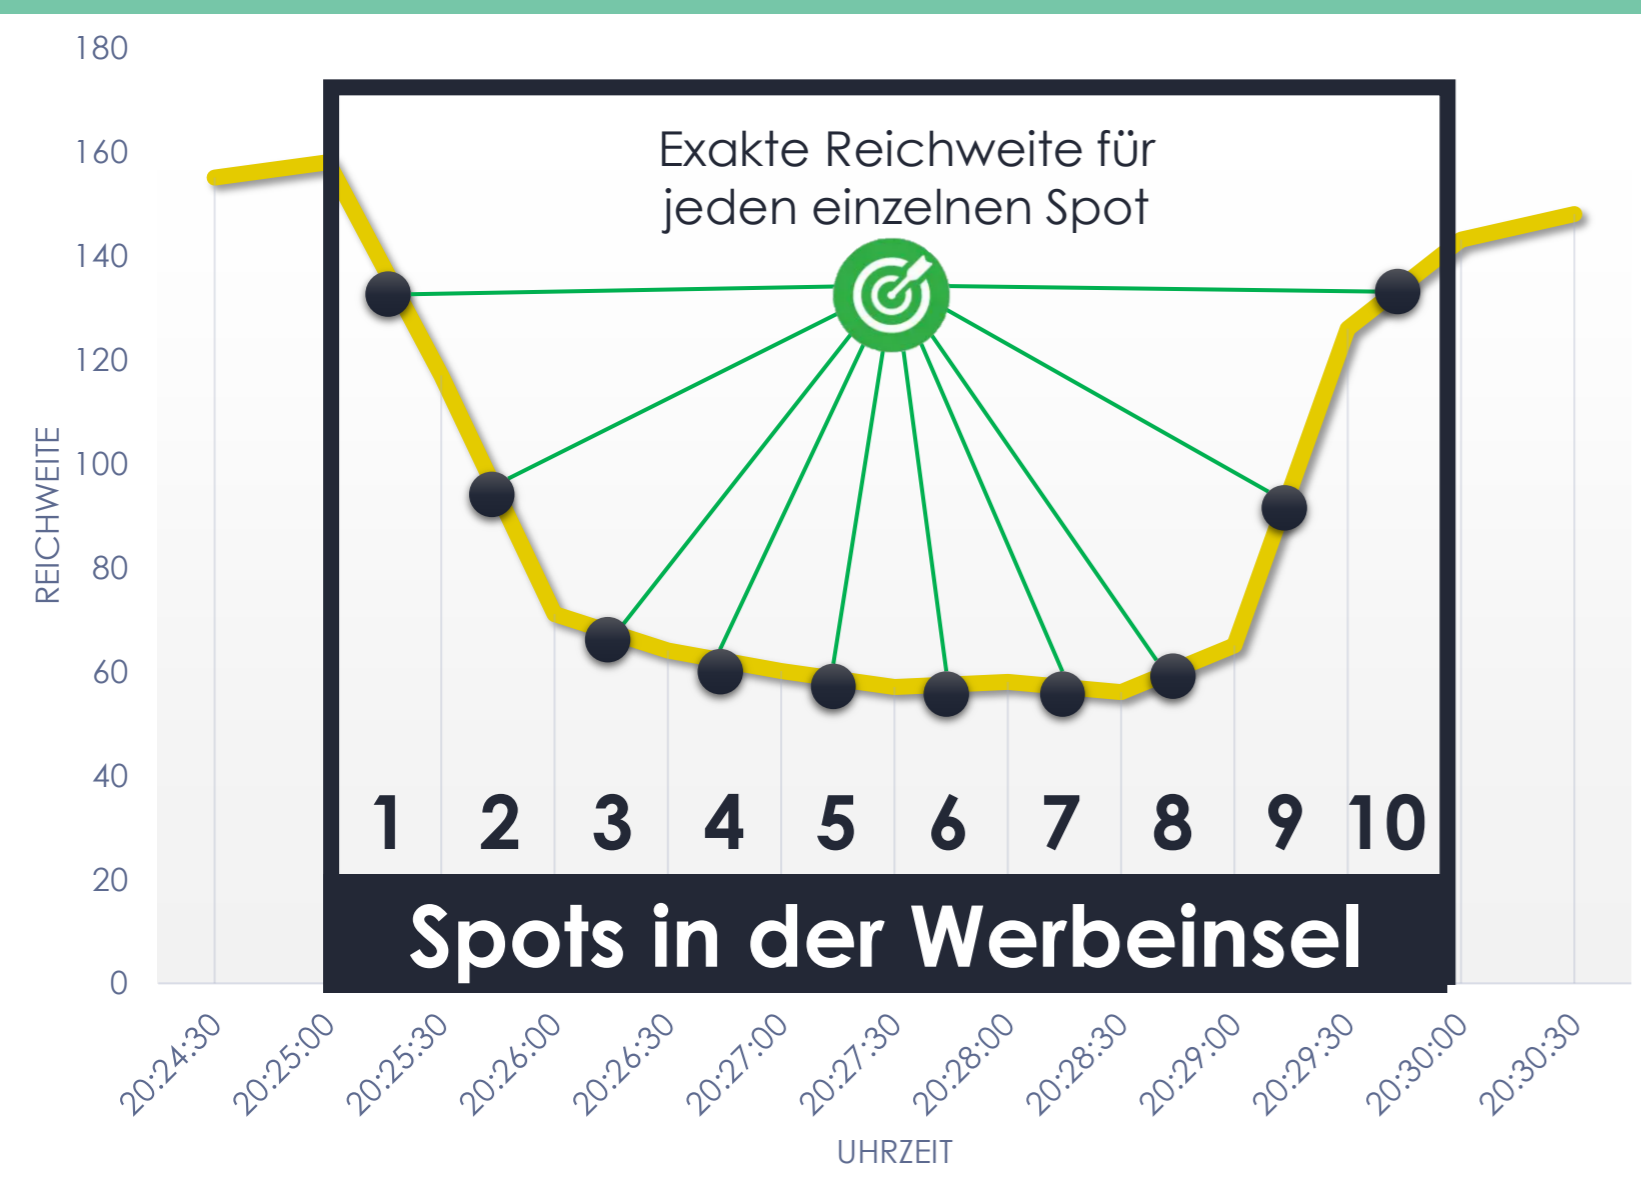 180
160
140
120
100
80
60
40
20
0
REICHWEITE
Exakte Reichweite für
jeden einzelnen Spot
1 2 3 4 5 6 7 8 9 10
Spots in der Werbeinsel
20:24:30 20:25:00 20:25:30 20:26:00 20:26:30 20:27:00 20:27:30 20:28:00 20:28:30 20:29:00 20:29:30 20:30:00 20:30:30
UHRZEIT